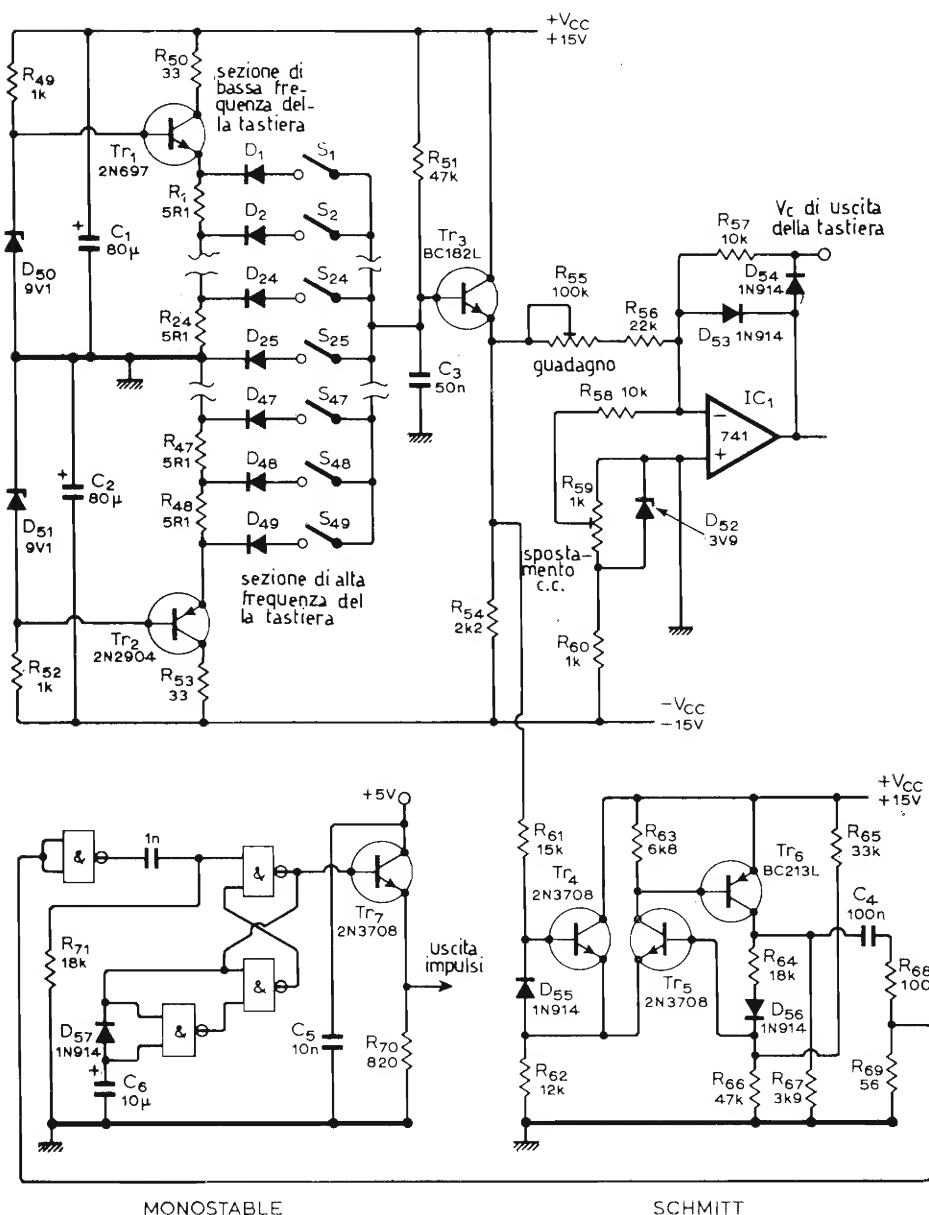 +VCC
+15V
R50
33
R49
1k
sezione di
bassa fre-
quenza del-
la tastiera
Tr1
2N697
D1
S1
R1
5R1
D2
S2
R51
47k
+
C1
80µ
D50
9V1
D24
S24
R24
5R1
D25
S25
Tr3
BC182L
R55
100k
guadagno
R56
22k
R57
10k
Vc di uscita
della tastiera
D54
1N914
D53
1N914
C3
50n
R58 10k
IC1
741
−
+
R59
1k
D52
3V9
sposta-
mento
c.c.
D47
S47
R47
5R1
D48
S48
R48
5R1
D49
S49
+
C2
80µ
D51
9V1
sezione di alta
frequenza del
la tastiera
Tr2
2N2904
R52
1k
R53
33
R54
2k2
R60
1k
−VCC
−15V
+5V
&
1n
&
Tr7
2N3708
R71
18k
&
uscita
impulsi
D57
1N914
&
+
C6
10µ
C5
10n
R70
820
+VCC
+15V
R61
15k
R63
6k8
Tr4
2N3708
Tr6
BC213L
R65
33k
C4
100n
Tr5
2N3708
R64
18k
R68
100
D55
1N914
D56
1N914
R62
12k
R66
47k
R67
3k9
R69
56
MONOSTABLE
SCHMITT